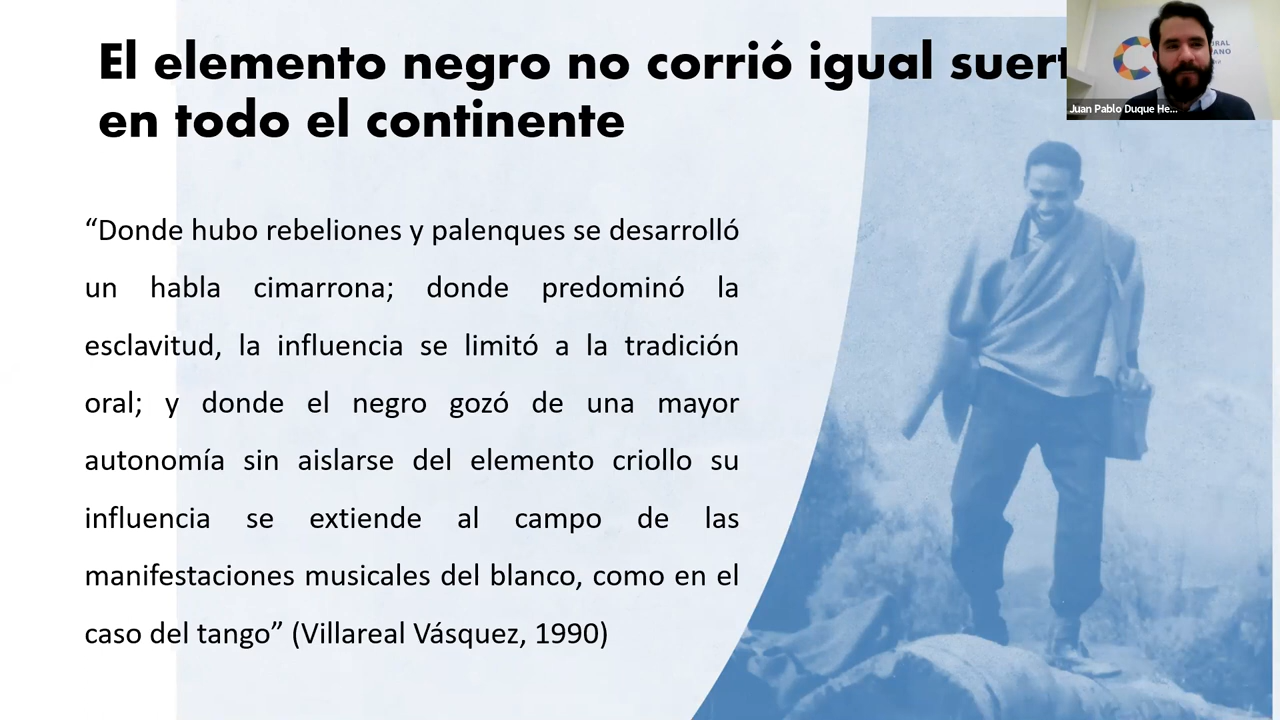 El elemento negro no corrió igual suert
en todo el continente
“Donde hubo rebeliones y palenques se desarrolló
un habla cimarrona; donde predominó la
esclavitud, la influencia se limitó a la tradición
oral; y donde el negro gozó de una mayor
autonomía sin aislarse del elemento criollo su
influencia se extiende al campo de las
manifestaciones musicales del blanco, como en el
caso del tango” (Villareal Vásquez, 1990)
Juan Pablo Duque He...